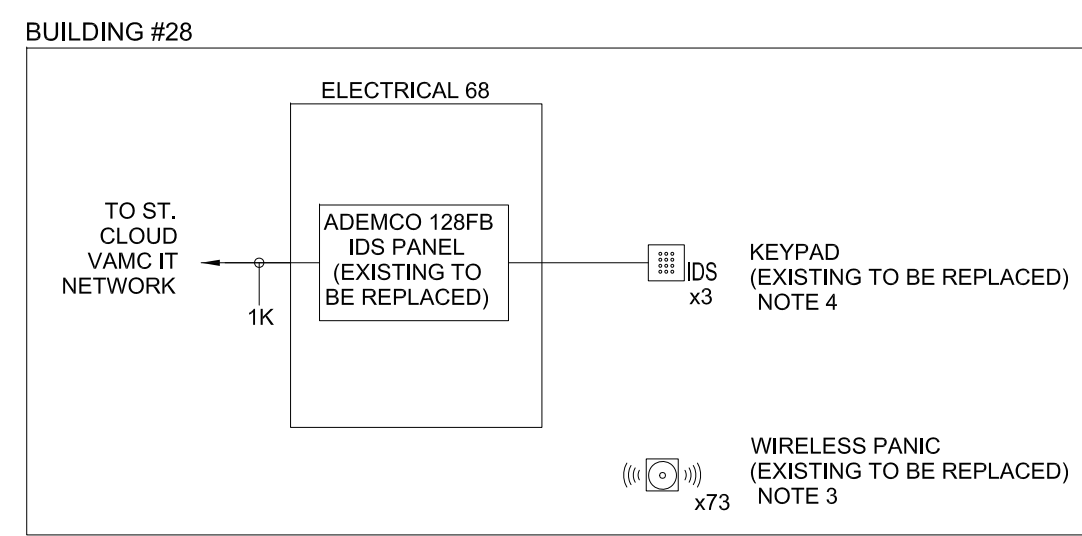 BUILDING #28
ELECTRICAL 68
TO ST.
CLOUD
VAMC IT
NETWORK
1K
ADEMCO 128FB
IDS PANEL
(EXISTING TO
BE REPLACED)
IDS
x3
KEYPAD
(EXISTING TO BE REPLACED)
NOTE 4
x73
WIRELESS PANIC
(EXISTING TO BE REPLACED)
NOTE 3